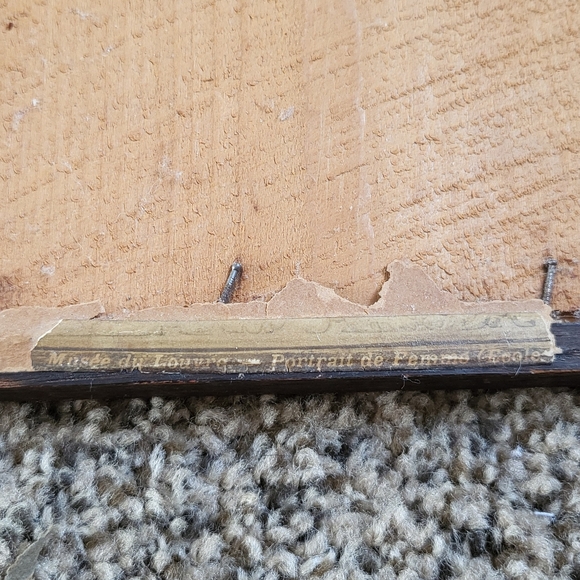 Musée du Louvre — Portrait de Femme (Ecole